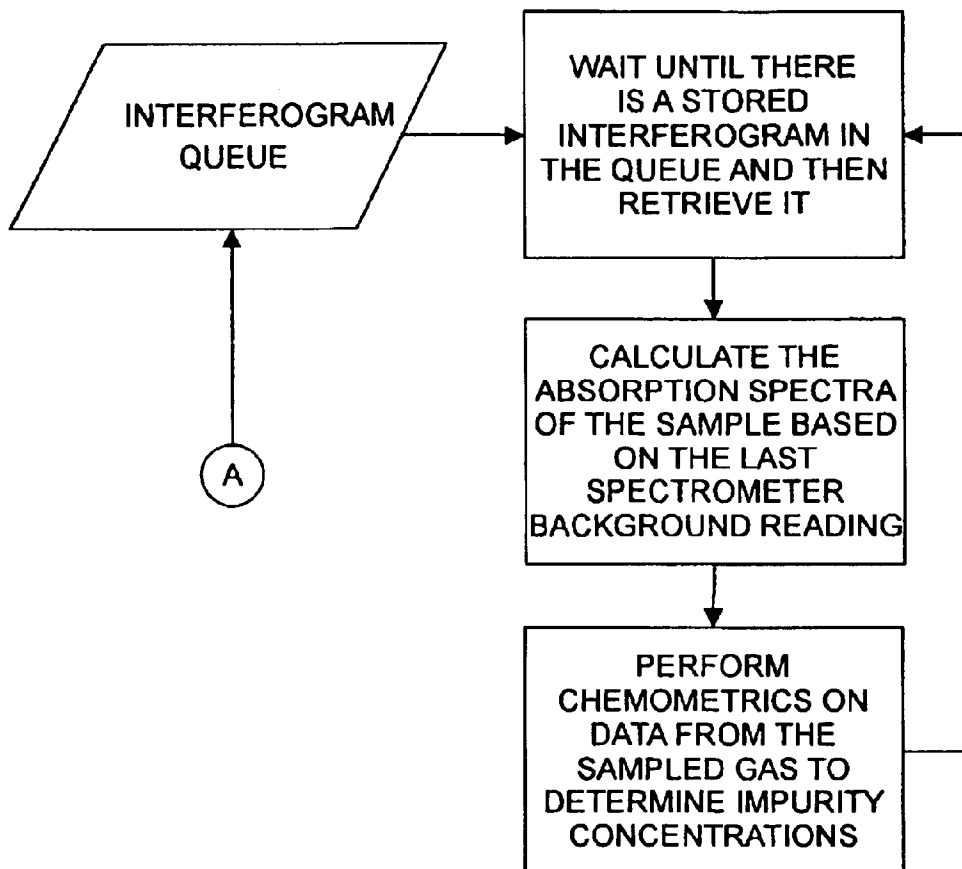 INTERFEROGRAM
QUEUE
WAIT UNTIL THERE
IS A STORED
INTERFEROGRAM IN
THE QUEUE AND THEN
RETRIEVE IT
CALCULATE THE
ABSORPTION SPECTRA
OF THE SAMPLE BASED
ON THE LAST
SPECTROMETER
BACKGROUND READING
A
PERFORM
CHEMOMETRICS ON
DATA FROM THE
SAMPLED GAS TO
DETERMINE IMPURITY
CONCENTRATIONS